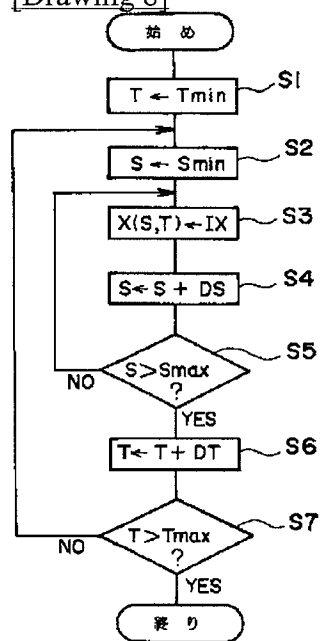 [Drawing 8]
始め
T ← Tmin
S1
S ← Smin
S2
X(S,T) ← IX
S3
S ← S + DS
S4
S > Smax
?
S5
NO
YES
T ← T + DT
S6
T > Tmax
?
S7
NO
YES
終り